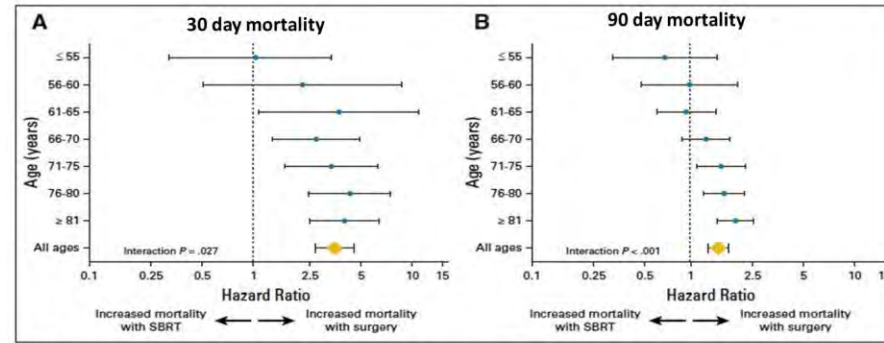 A
30 day mortality
Age (years)
≤ 55
56-60
61-65
66-70
71-75
76-80
≥ 81
All ages
Interaction P = .027
0.1 0.5 1 2.5 5 10 15
Hazard Ratio
Increased mortality
with SBRT
Increased mortality
with surgery
B
90 day mortality
Age (years)
≤ 55
56-60
61-65
66-70
71-75
76-80
≥ 81
All ages
Interaction P < .001
0.1 0.5 1 2.5 5 10
Hazard Ratio
Increased mortality
with SBRT
Increased mortality
with surgery